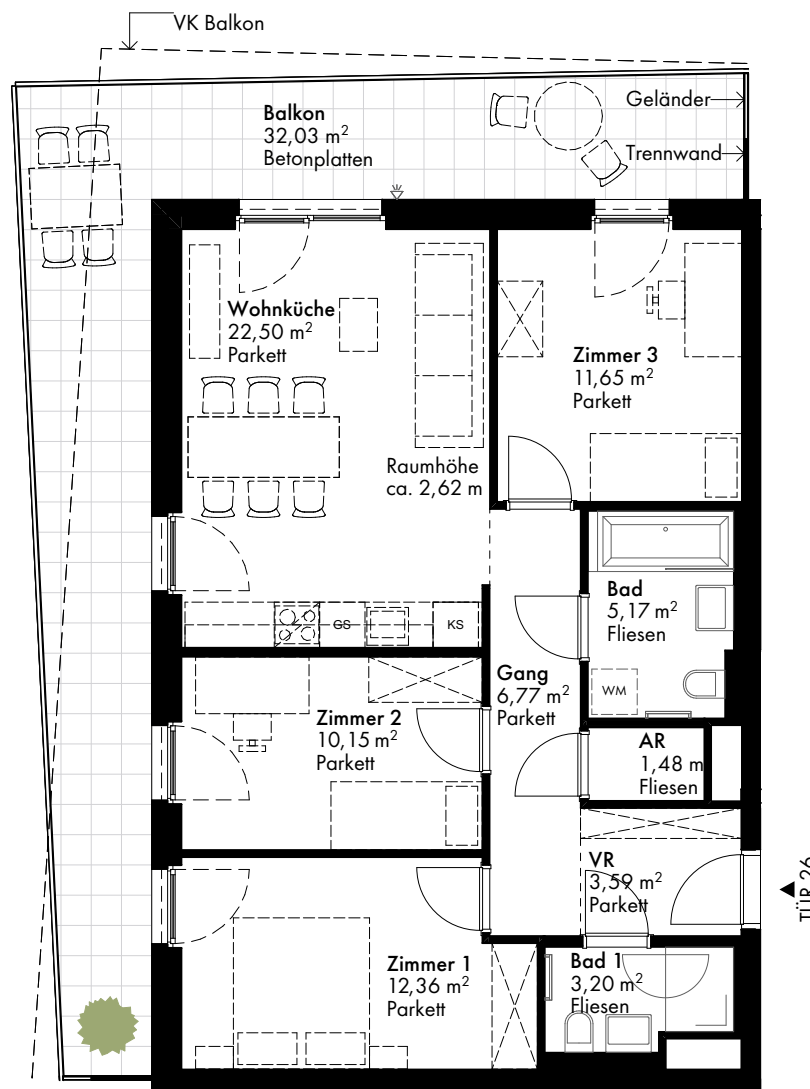 VK Balkon
Balkon
32,03 m²
Betonplatten
Geländer
Trennwand
Wohnküche
22,50 m²
Parkett
Zimmer 3
11,65 m²
Parkett
Raumhöhe
ca. 2,62 m
Bad
5,17 m²
Fliesen
GS
KS
WM
Gang
6,77 m²
Parkett
Zimmer 2
10,15 m²
Parkett
AR
1,48 m
Fliesen
VR
3,59 m²
Parkett
TÜR 26
Zimmer 1
12,36 m²
Parkett
Bad 1
3,20 m²
Fliesen